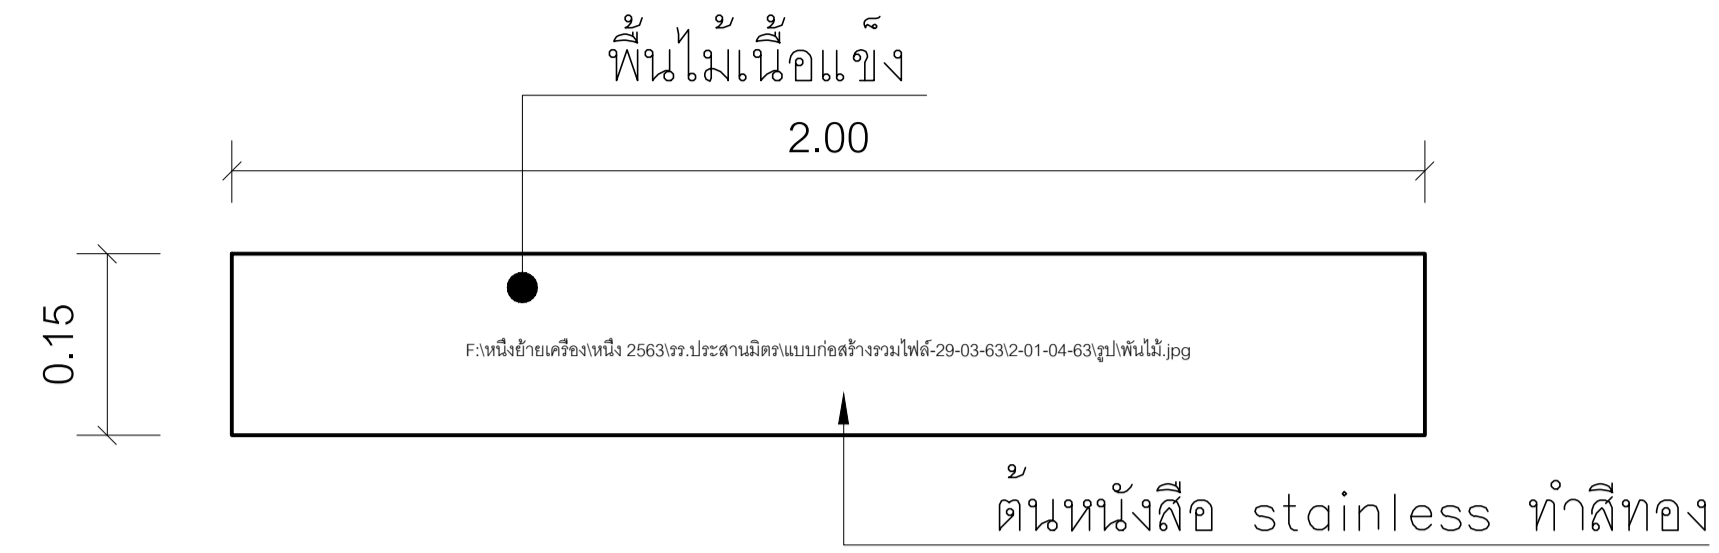 พื้นไม้เนื้อแข็ง
2.00
0.15
F:\หนึ่งย้ายเครื่อง\หนึ่ง 2563\รร.ประสานมิตร\แบบก่อสร้างรวมไฟล์-29-03-63\2-01-04-63\รูป\พันไม้.jpg
ต้นหนังสือ stainless ทำสีทอง